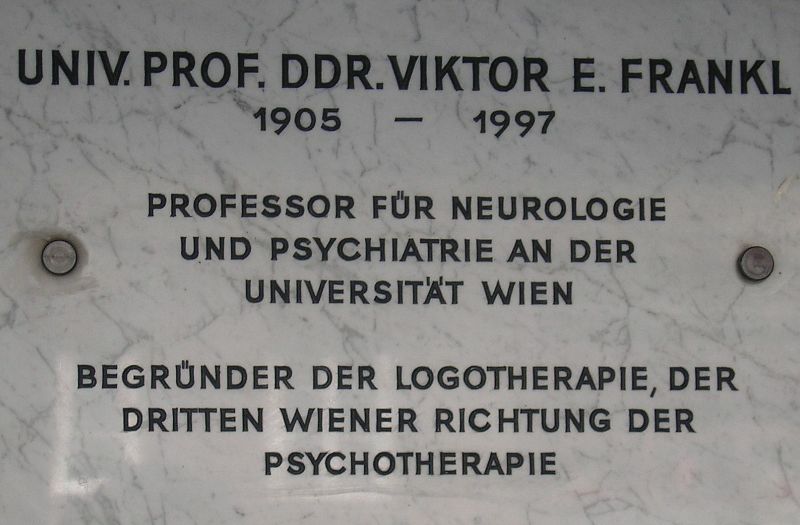 UNIV. PROF. DDR. VIKTOR E. FRANKL
1905 – 1997
PROFESSOR FÜR NEUROLOGIE
UND PSYCHIATRIE AN DER
UNIVERSITÄT WIEN
BEGRÜNDER DER LOGOTHERAPIE, DER
DRITTEN WIENER RICHTUNG DER
PSYCHOTHERAPIE